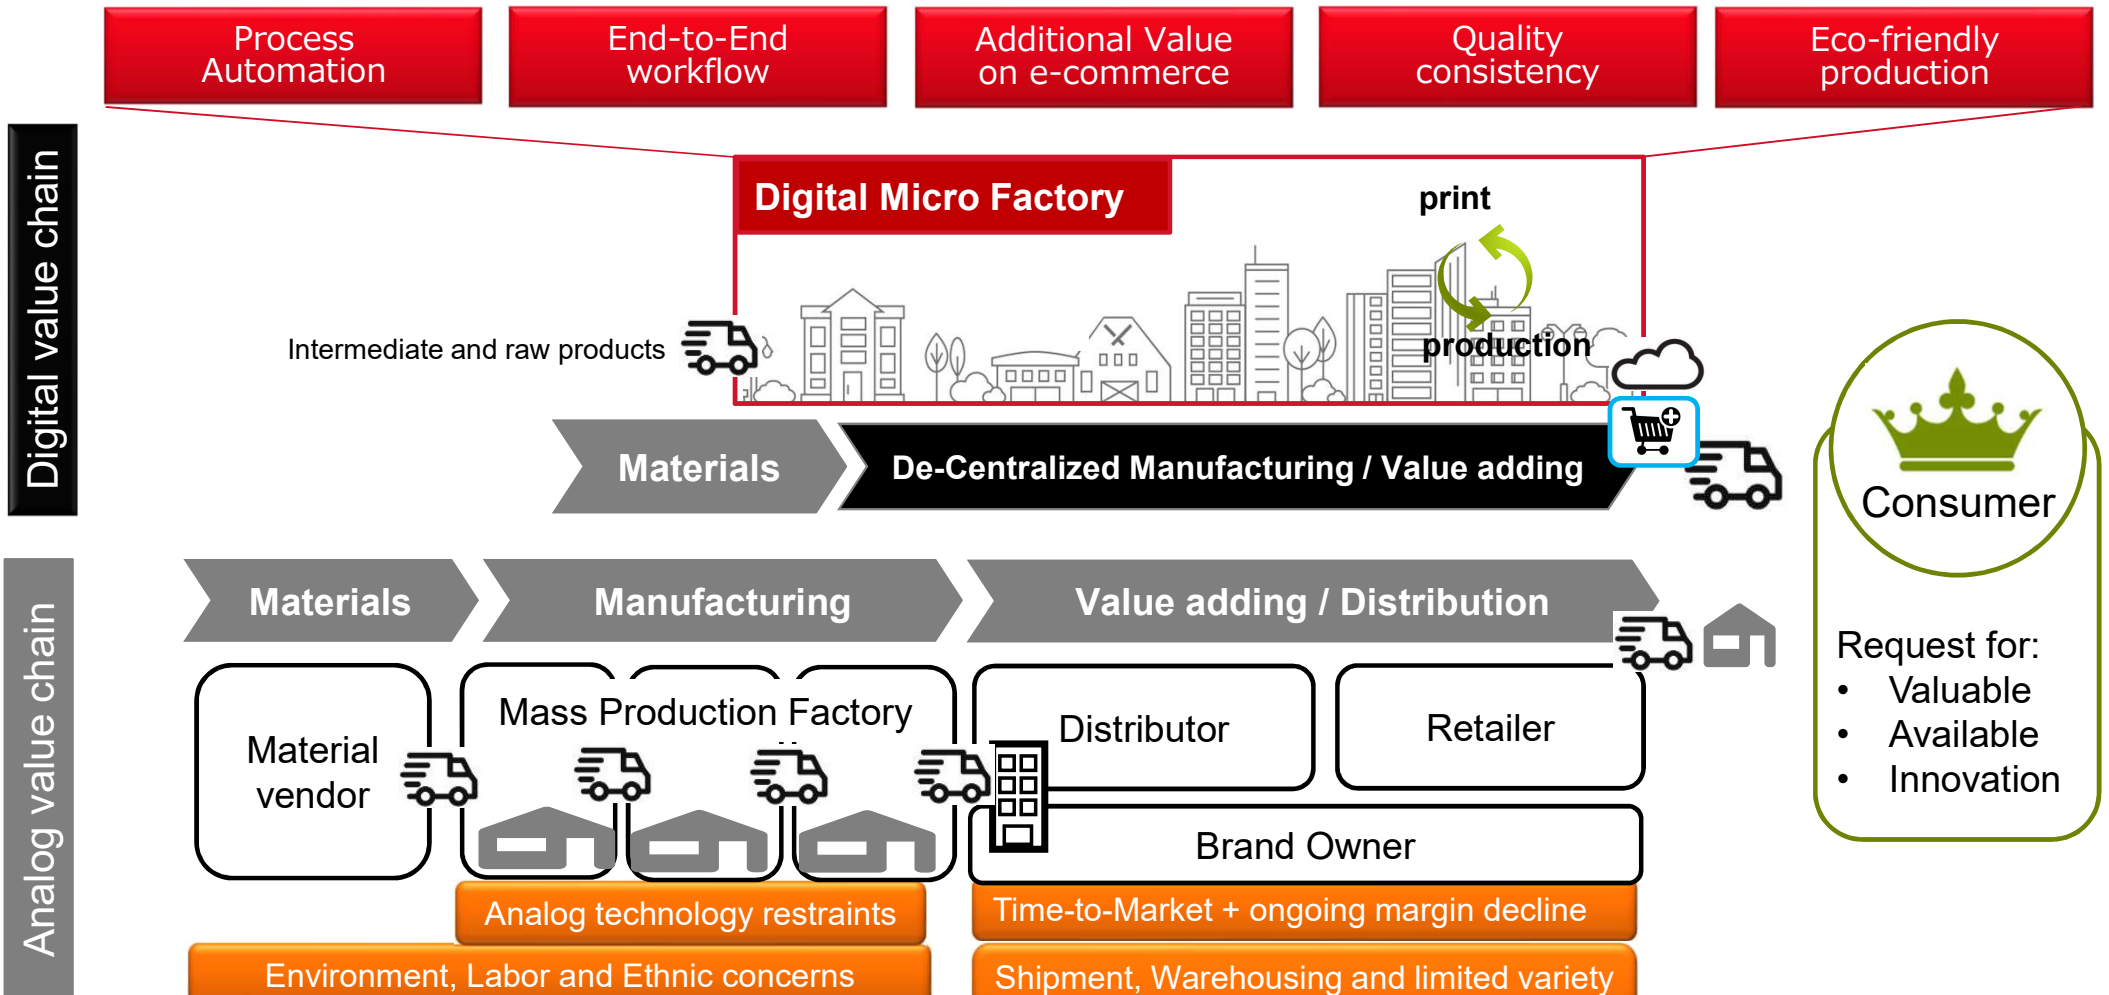 Process
Automation
End-to-End
workflow
Additional Value
on e-commerce
Quality
consistency
Eco-friendly
production
Digital value chain
Digital Micro Factory
print
production
Intermediate and raw products
Materials
De-Centralized Manufacturing / Value adding
Consumer
Request for:
• Valuable
• Available
• Innovation
Analog value chain
Materials
Manufacturing
Value adding / Distribution
Material
vendor
Mass Production Factory
Distributor
Retailer
Brand Owner
Analog technology restraints
Time-to-Market + ongoing margin decline
Environment, Labor and Ethnic concerns
Shipment, Warehousing and limited variety